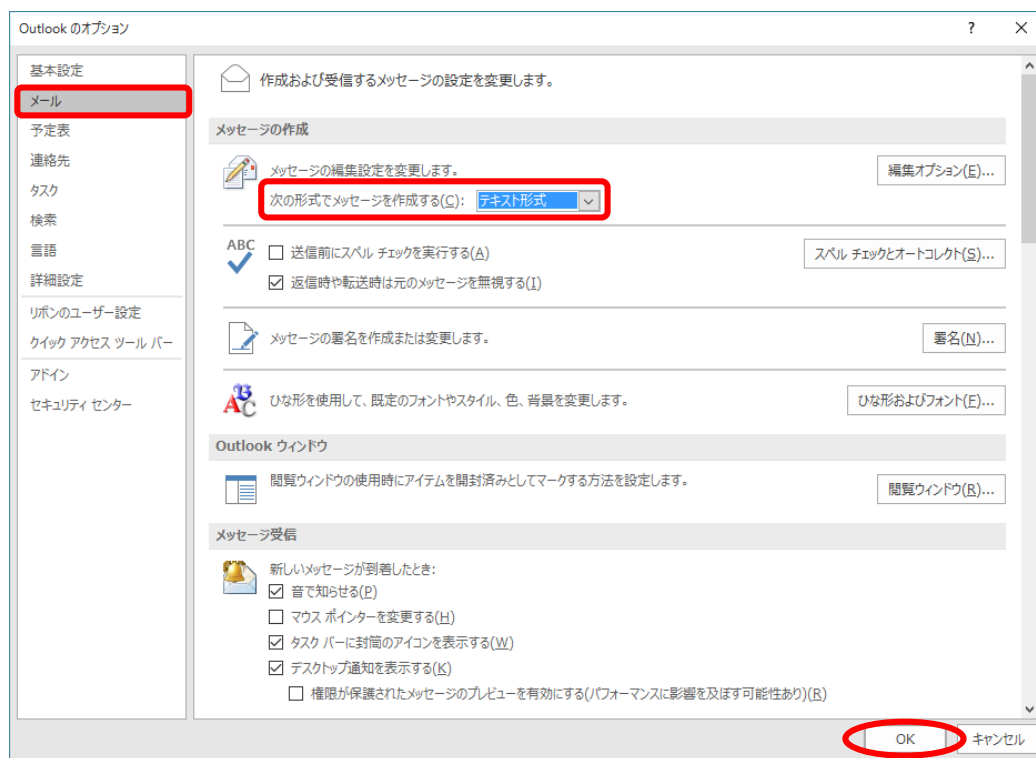 Outlook のオプション
?
×
基本設定
メール
予定表
連絡先
タスク
検索
言語
詳細設定
リボンのユーザー設定
クイック アクセス ツール バー
アドイン
セキュリティ センター
作成および受信するメッセージの設定を変更します。
メッセージの作成
メッセージの編集設定を変更します。
編集オプション(E)...
次の形式でメッセージを作成する(C): テキスト形式
ABC
送信前にスペル チェックを実行する(A)
スペル チェックとオートコレクト(S)...
返信時や転送時は元のメッセージを無視する(I)
メッセージの署名を作成または変更します。
署名(N)...
ひな形を使用して、既定のフォントやスタイル、色、背景を変更します。
ひな形およびフォント(F)...
Outlook ウィンドウ
閲覧ウィンドウの使用時にアイテムを開封済みとしてマークする方法を設定します。
閲覧ウィンドウ(R)...
メッセージ受信
新しいメッセージが到着したとき:
音で知らせる(P)
マウス ポインターを変更する(H)
タスク バーに封筒のアイコンを表示する(W)
デスクトップ通知を表示する(K)
権限が保護されたメッセージのプレビューを有効にする(パフォーマンスに影響を及ぼす可能性あり)(R)
OK
キャンセル